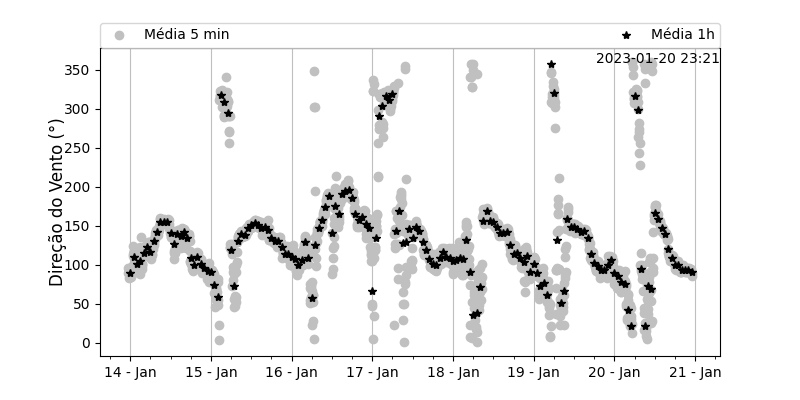 Média 5 min
Média 1h
2023-01-20 23:21
Direção do Vento (°)
350
300
250
200
150
100
50
0
14 - Jan
15 - Jan
16 - Jan
17 - Jan
18 - Jan
19 - Jan
20 - Jan
21 - Jan